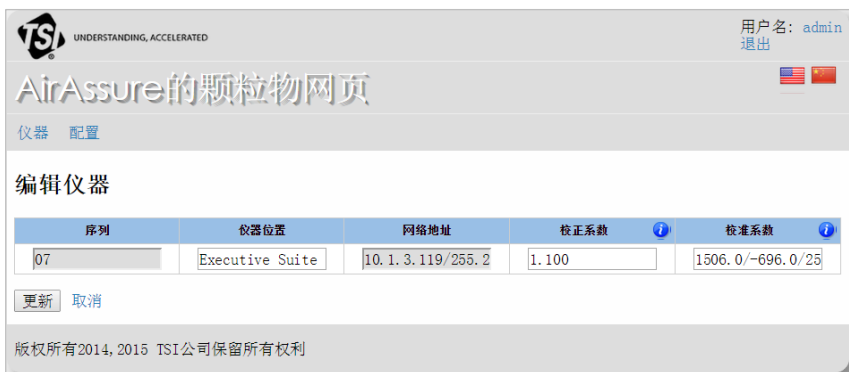 TSI UNDERSTANDING, ACCELERATED
用户名: admin
退出
AirAssure的颗粒物网页
仪器 配置
编辑仪器
序列 仪器位置 网络地址 校正系数 校准系数
07 Executive Suite 10.1.3.119/255.2 1.100 1506.0/-696.0/25
更新 取消
版权所有2014,2015 TSI公司保留所有权利